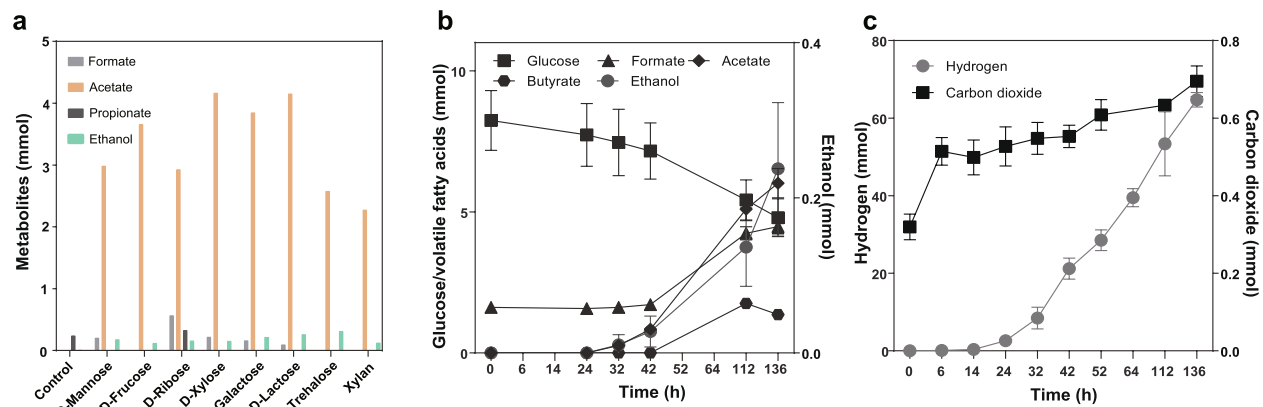 a
Metabolites (mmol)
5
4
3
2
1
0
Formate
Acetate
Propionate
Ethanol
Control
-Mannose
D-Frucose
D-Ribose
D-Xylose
Galactose
D-Lactose
Trehalose
Xylan
b
Glucose/volatile fatty acids (mmol)
10
5
0
Glucose
Formate
Acetate
Butyrate
Ethanol
0.4
0.2
0.0
Ethanol (mmol)
0 6 14 24 32 42 52 64 112 136
Time (h)
c
Hydrogen (mmol)
80
60
40
20
0
Hydrogen
Carbon dioxide
0.8
0.6
0.4
0.2
0.0
Carbon dioxide (mmol)
0 6 14 24 32 42 52 64 112 136
Time (h)